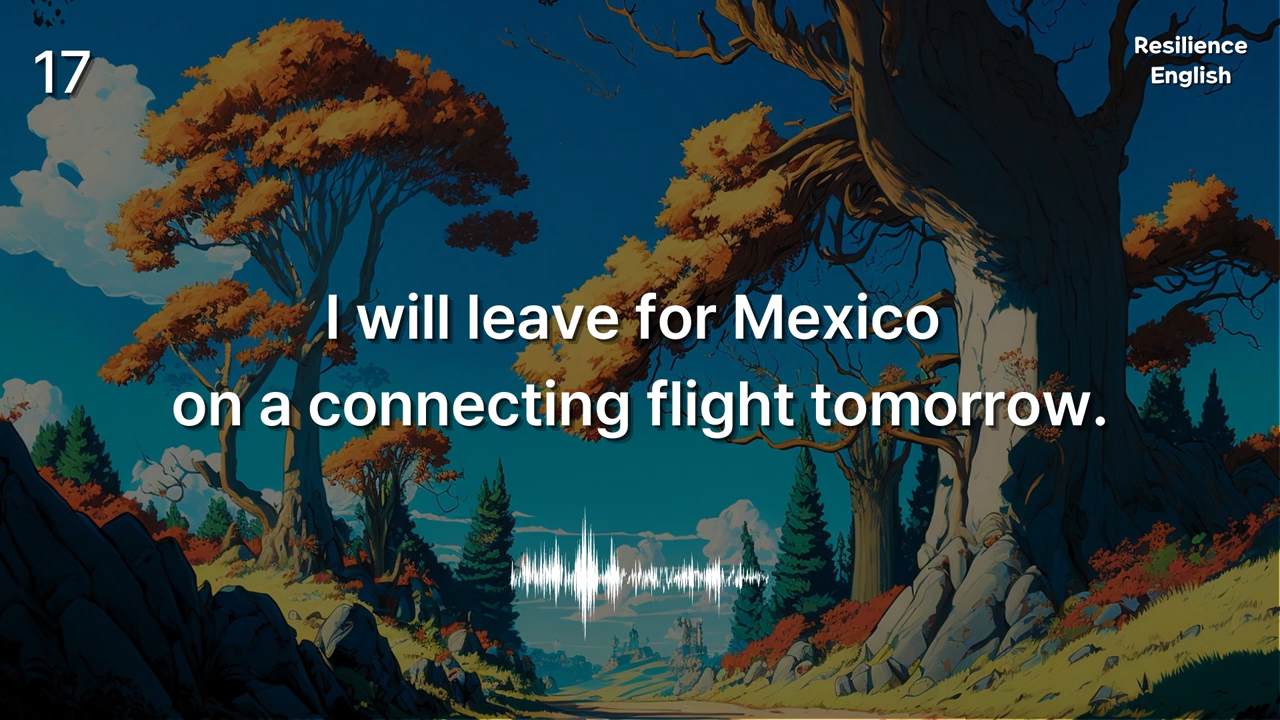 17
Resilience
English
I will leave for Mexico
on a connecting flight tomorrow.